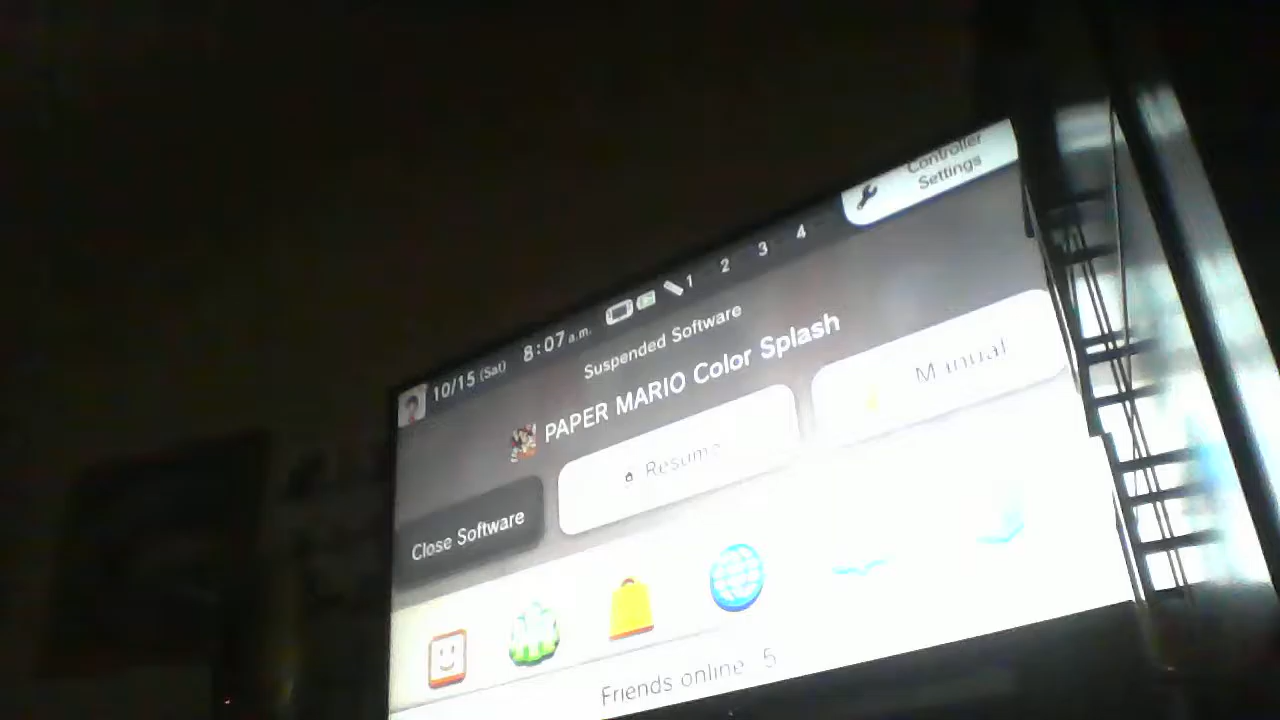 Controller
Settings
10/15 (Sat) 8:07 a.m. 1 2 3 4
Suspended Software
PAPER MARIO Color Splash
Close Software
Resume
Manual
Friends online 5